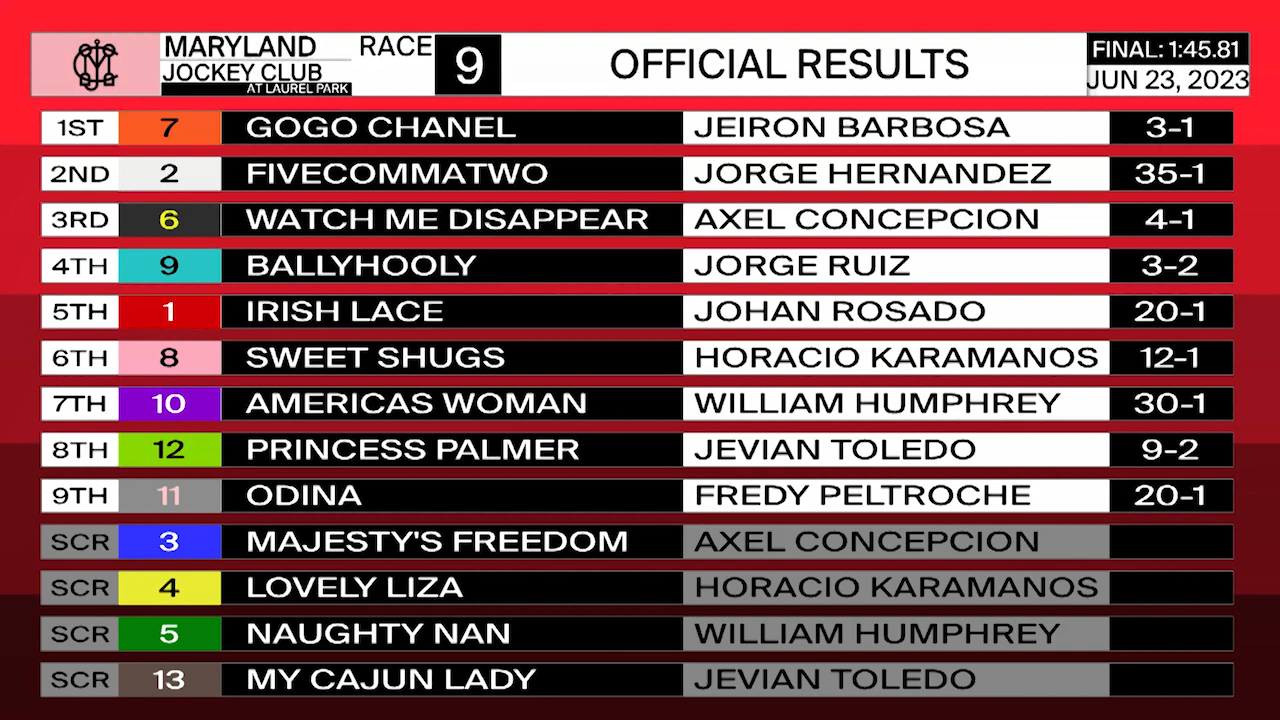 MARYLAND
JOCKEY CLUB
AT LAUREL PARK
RACE 9
OFFICIAL RESULTS
FINAL: 1:45.81
JUN 23, 2023
1ST 7 GOGO CHANEL JEIRON BARBOSA 3-1
2ND 2 FIVECOMMATWO JORGE HERNANDEZ 35-1
3RD 6 WATCH ME DISAPPEAR AXEL CONCEPCION 4-1
4TH 9 BALLYHOOLY JORGE RUIZ 3-2
5TH 1 IRISH LACE JOHAN ROSADO 20-1
6TH 8 SWEET SHUGS HORACIO KARAMANOS 12-1
7TH 10 AMERICAS WOMAN WILLIAM HUMPHREY 30-1
8TH 12 PRINCESS PALMER JEVIAN TOLEDO 9-2
9TH 11 ODINA FREDY PELTROCHE 20-1
SCR 3 MAJESTY'S FREEDOM AXEL CONCEPCION
SCR 4 LOVELY LIZA HORACIO KARAMANOS
SCR 5 NAUGHTY NAN WILLIAM HUMPHREY
SCR 13 MY CAJUN LADY JEVIAN TOLEDO